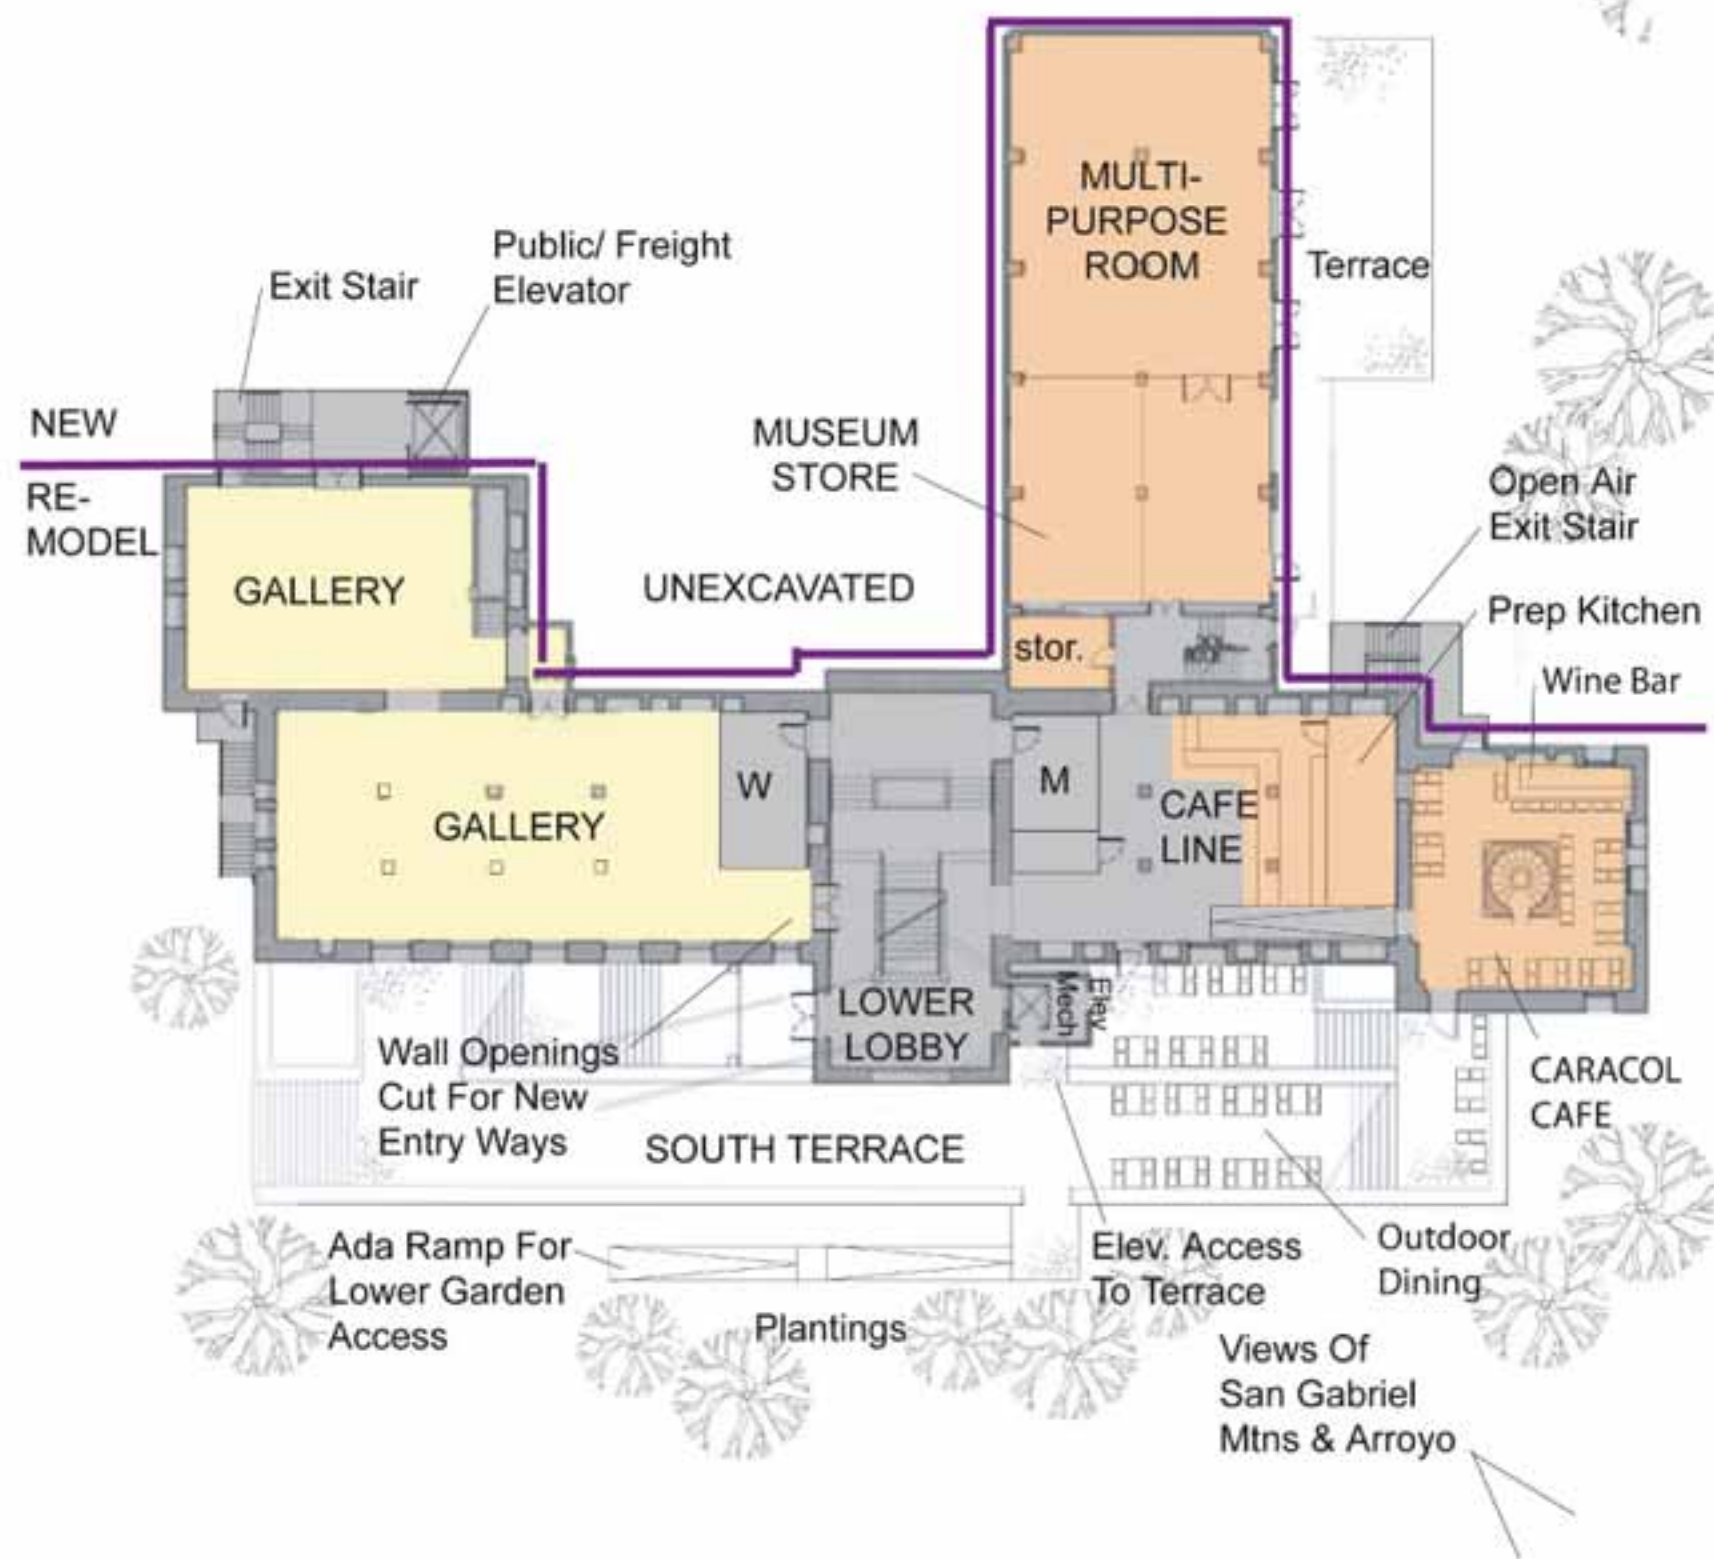 MULTI-
PURPOSE
ROOM
Terrace
Public/ Freight
Elevator
Exit Stair
NEW
RE-
MODEL
MUSEUM
STORE
Open Air
Exit Stair
GALLERY
UNEXCAVATED
Prep Kitchen
stor.
Wine Bar
W
M
CAFE
LINE
GALLERY
LOWER
LOBBY
Elev
Mech
Wall Openings
Cut For New
Entry Ways
CARACOL
CAFE
SOUTH TERRACE
Ada Ramp For
Lower Garden
Access
Elev. Access
To Terrace
Outdoor
Dining
Plantings
Views Of
San Gabriel
Mtns & Arroyo